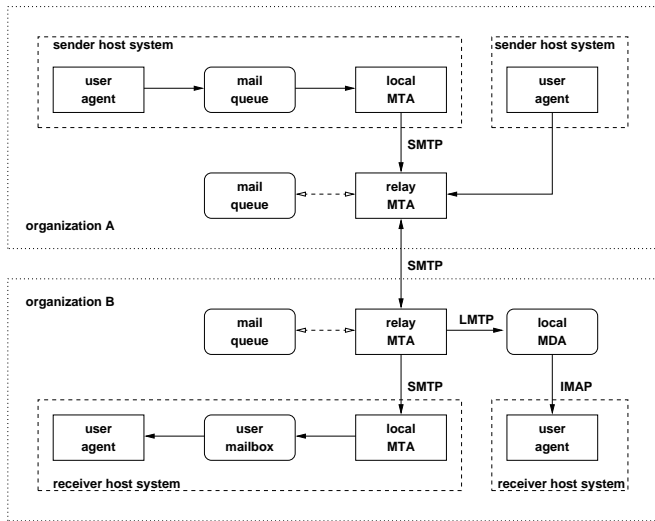 sender host system
sender host system
user
agent
mail
queue
local
MTA
user
agent
SMTP
mail
queue
relay
MTA
organization A
SMTP
organization B
mail
queue
relay
MTA
LMTP
local
MDA
SMTP
IMAP
user
agent
user
mailbox
local
MTA
user
agent
receiver host system
receiver host system